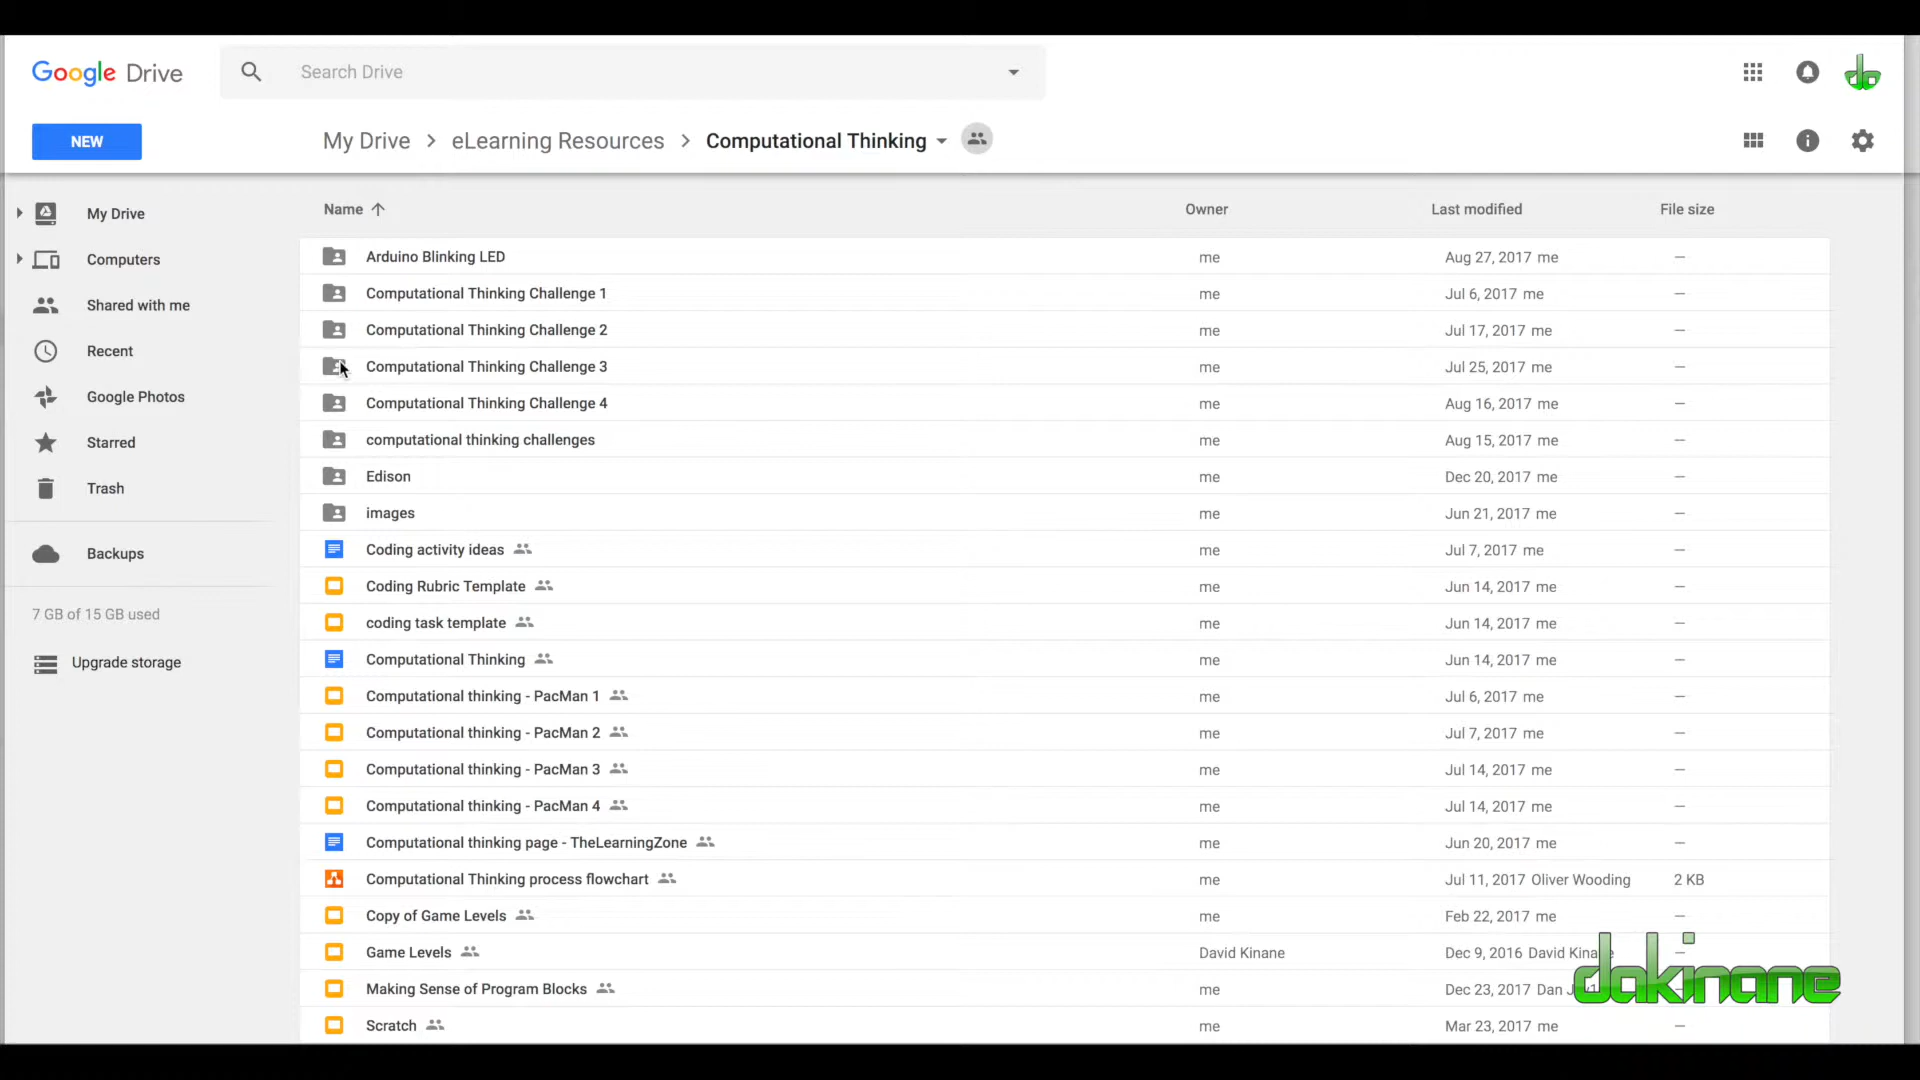 Google Drive
Search Drive
NEW
My Drive > eLearning Resources > Computational Thinking
My Drive
Computers
Shared with me
Recent
Google Photos
Starred
Trash
Backups
7 GB of 15 GB used
Upgrade storage
Name Owner Last modified File size
Arduino Blinking LED me Aug 27, 2017 me —
Computational Thinking Challenge 1 me Jul 6, 2017 me —
Computational Thinking Challenge 2 me Jul 17, 2017 me —
Computational Thinking Challenge 3 me Jul 25, 2017 me —
Computational Thinking Challenge 4 me Aug 16, 2017 me —
computational thinking challenges me Aug 15, 2017 me —
Edison me Dec 20, 2017 me —
images me Jun 21, 2017 me —
Coding activity ideas me Jul 7, 2017 me —
Coding Rubric Template me Jun 14, 2017 me —
coding task template me Jun 14, 2017 me —
Computational Thinking me Jun 14, 2017 me —
Computational thinking - PacMan 1 me Jul 6, 2017 me —
Computational thinking - PacMan 2 me Jul 7, 2017 me —
Computational thinking - PacMan 3 me Jul 14, 2017 me —
Computational thinking - PacMan 4 me Jul 14, 2017 me —
Computational thinking page - TheLearningZone me Jun 20, 2017 me —
Computational Thinking process flowchart me Jul 11, 2017 Oliver Wooding 2 KB
Copy of Game Levels me Feb 22, 2017 me —
Game Levels David Kinane Dec 9, 2016 David Kinane —
Making Sense of Program Blocks me Dec 23, 2017 Dan
Scratch me Mar 23, 2017 me —
dakinane